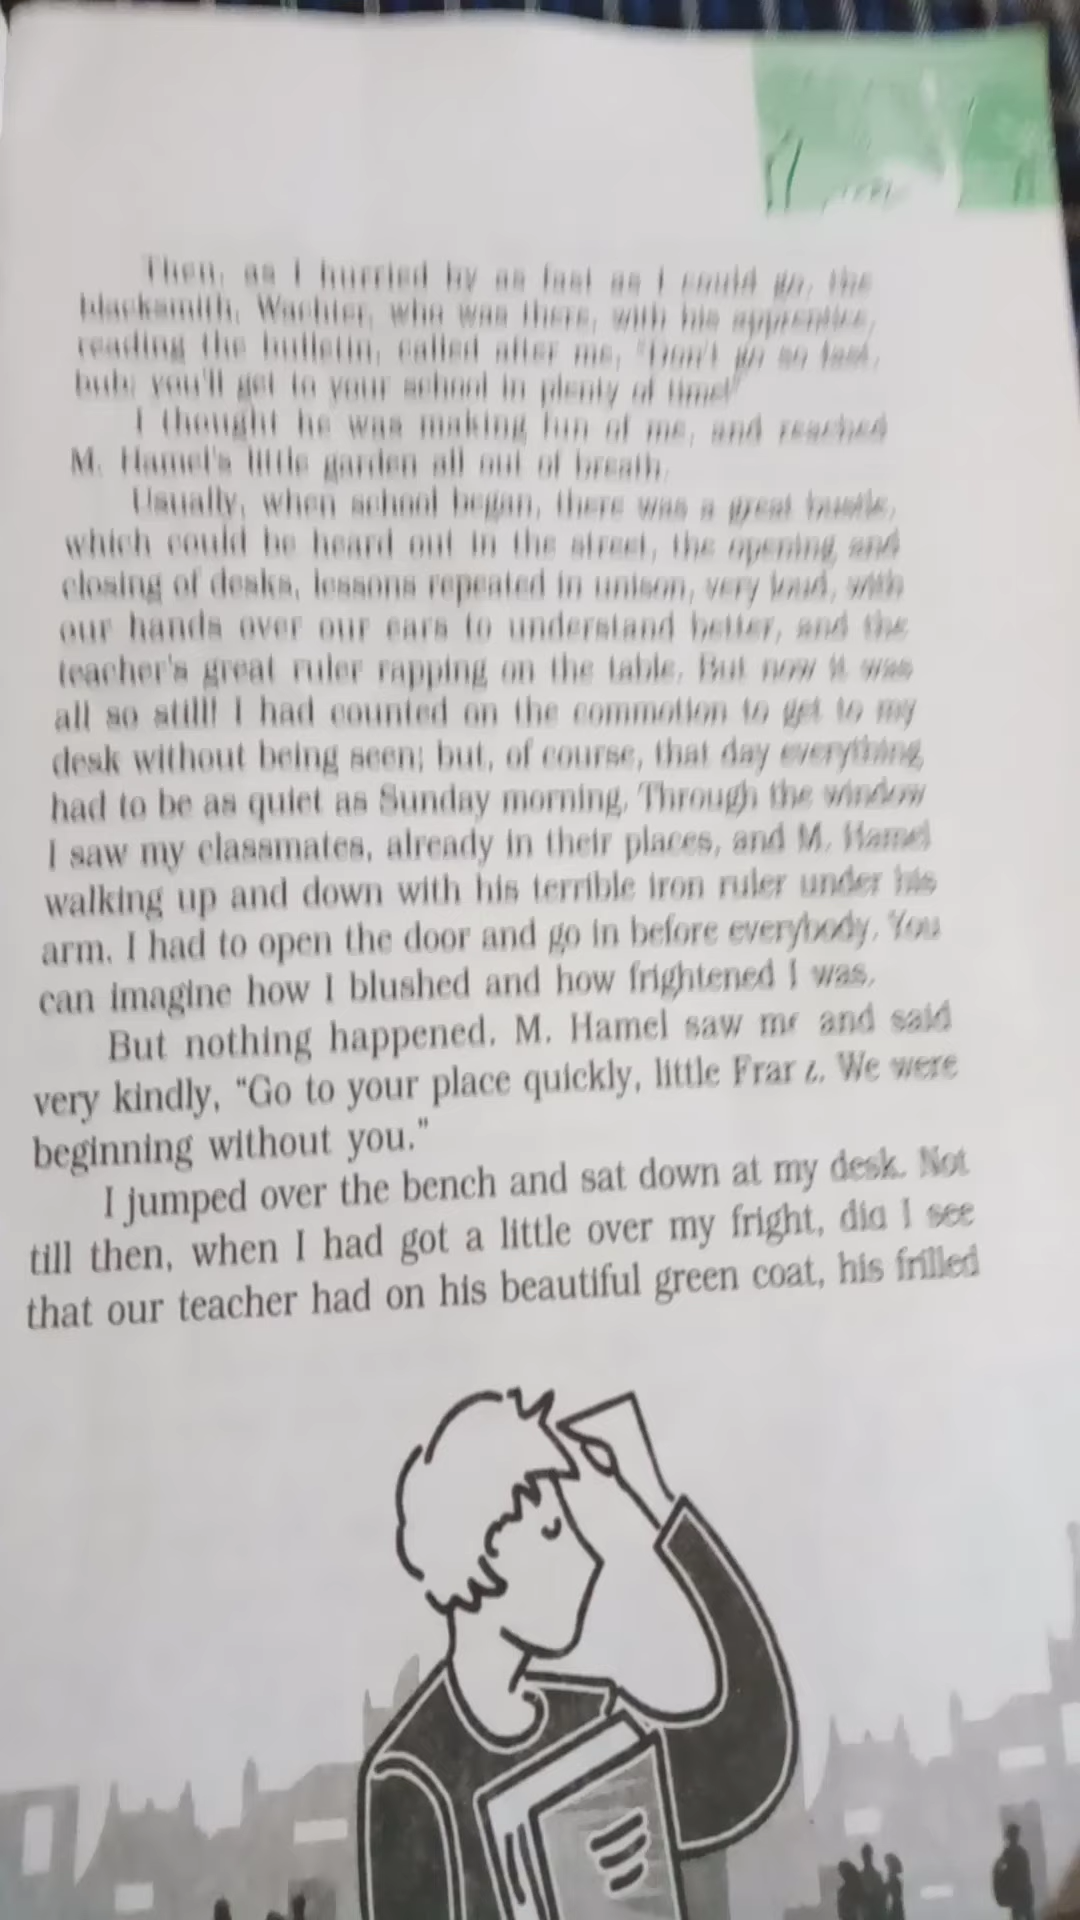 Then, as I hurried by as fast as I could go, the
blacksmith, Wachter, who was there, with his apprentice,
reading the bulletin, called after me, "Don't go so fast,
bub; you'll get to your school in plenty of time!"
I thought he was making fun of me, and reached
M. Hamel's little garden all out of breath.
Usually, when school began, there was a great bustle,
which could be heard out in the street, the opening and
closing of desks, lessons repeated in unison, very loud, with
our hands over our ears to understand better, and the
teacher's great ruler rapping on the table. But now it was
all so still! I had counted on the commotion to get to my
desk without being seen; but, of course, that day everything
had to be as quiet as Sunday morning. Through the window
I saw my classmates, already in their places, and M. Hamel
walking up and down with his terrible iron ruler under his
arm. I had to open the door and go in before everybody. You
can imagine how I blushed and how frightened I was.
But nothing happened. M. Hamel saw me and said
very kindly, “Go to your place quickly, little Franz. We were
beginning without you.”
I jumped over the bench and sat down at my desk. Not
till then, when I had got a little over my fright, did I see
that our teacher had on his beautiful green coat, his frilled